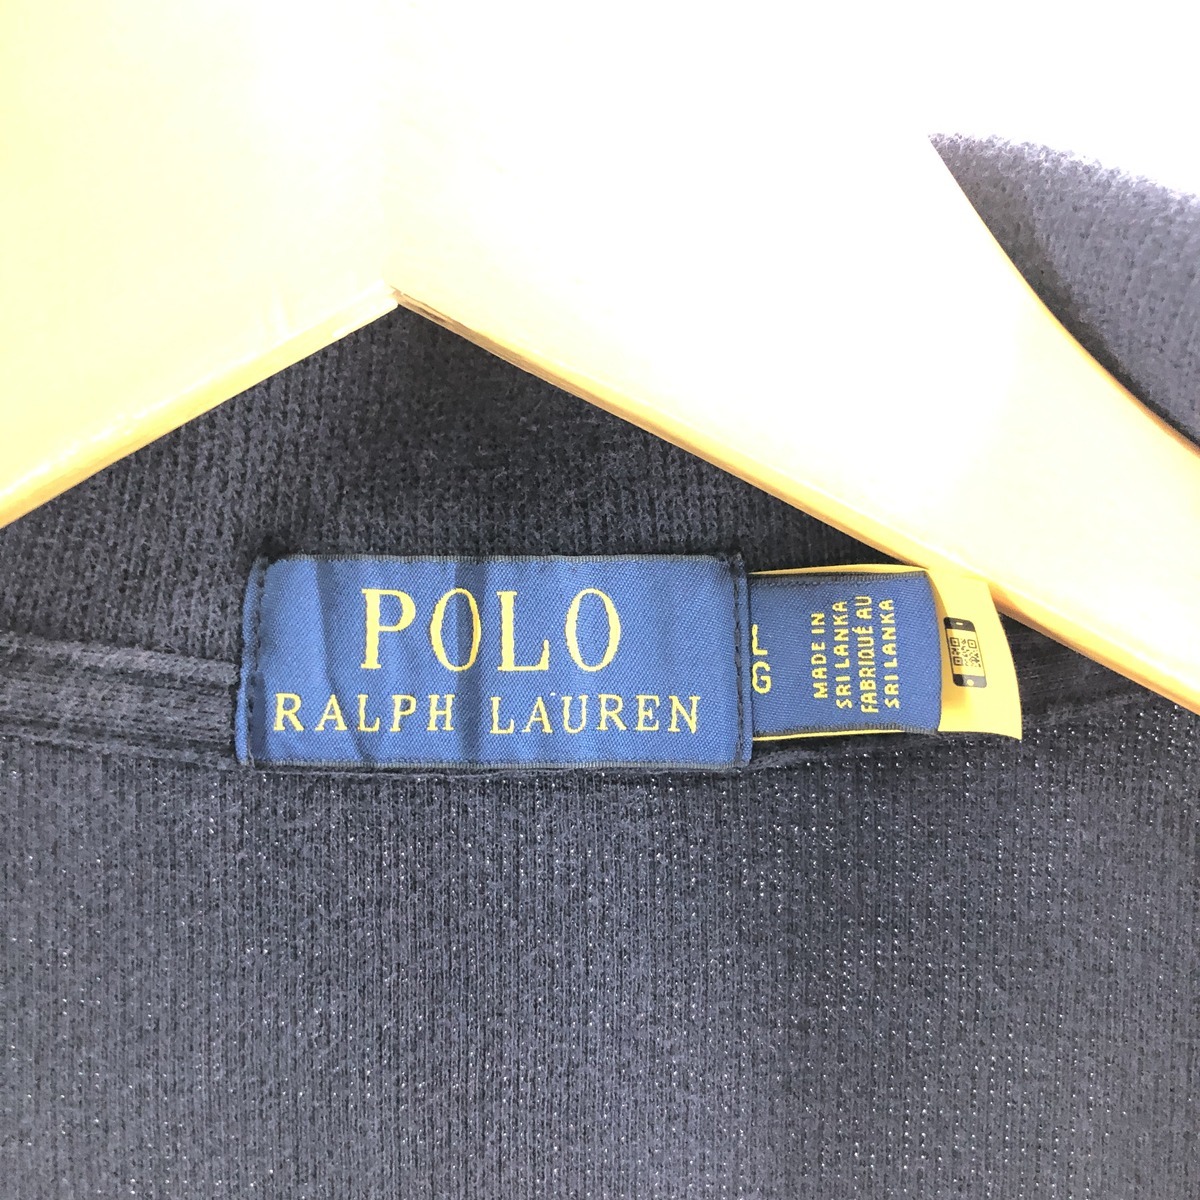 POLO
RALPH LAUREN
L
G
MADE IN
SRI LANKA
FABRIQUÉ AU
SRI LANKA